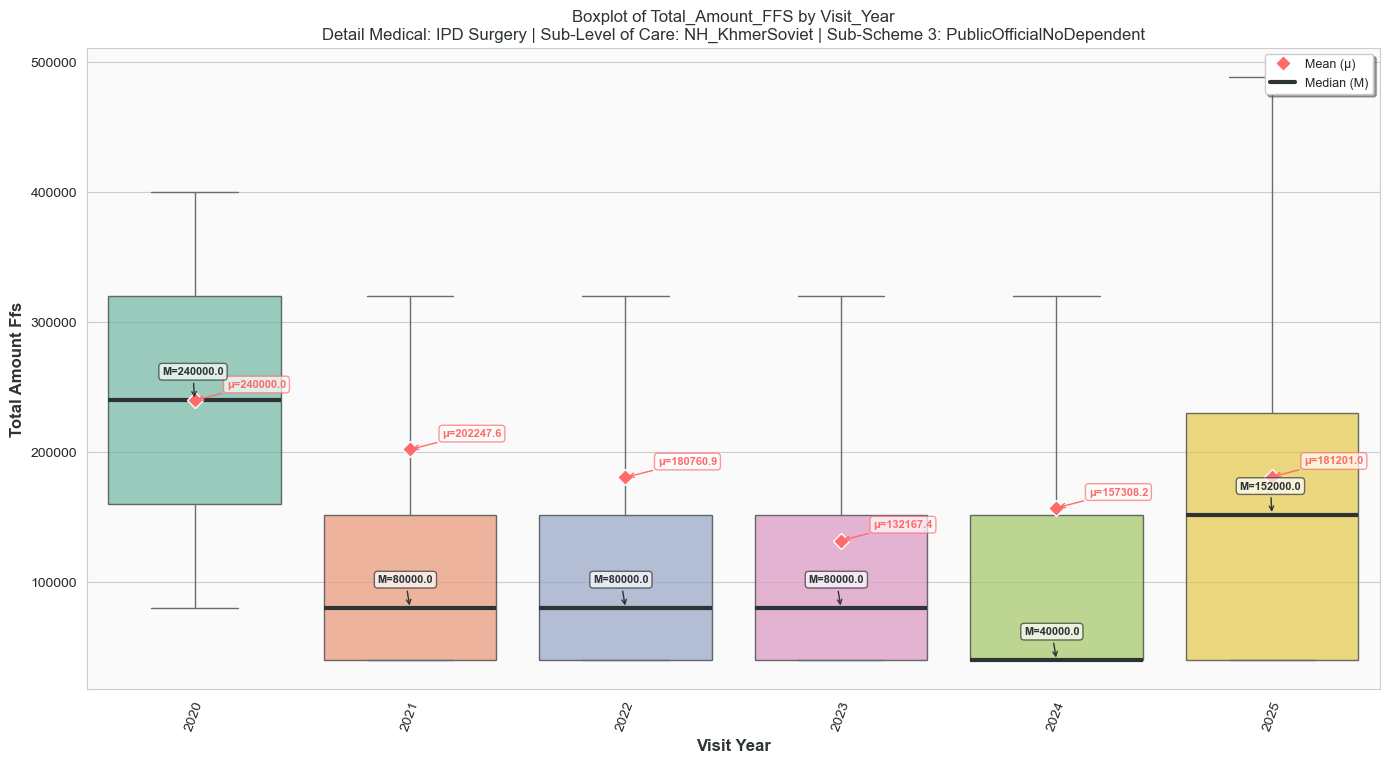 Boxplot of Total_Amount_FFS by Visit_Year
Detail Medical: IPD Surgery | Sub-Level of Care: NH_KhmerSoviet | Sub-Scheme 3: PublicOfficialNoDependent
Mean (μ)
Median (M)
Total Amount Ffs
500000
400000
300000
200000
100000
M=240000.0
μ=240000.0
μ=202247.6
M=80000.0
μ=180760.9
M=80000.0
μ=132167.4
M=80000.0
μ=157308.2
M=40000.0
μ=181201.0
M=152000.0
2020
2021
2022
2023
2024
2025
Visit Year